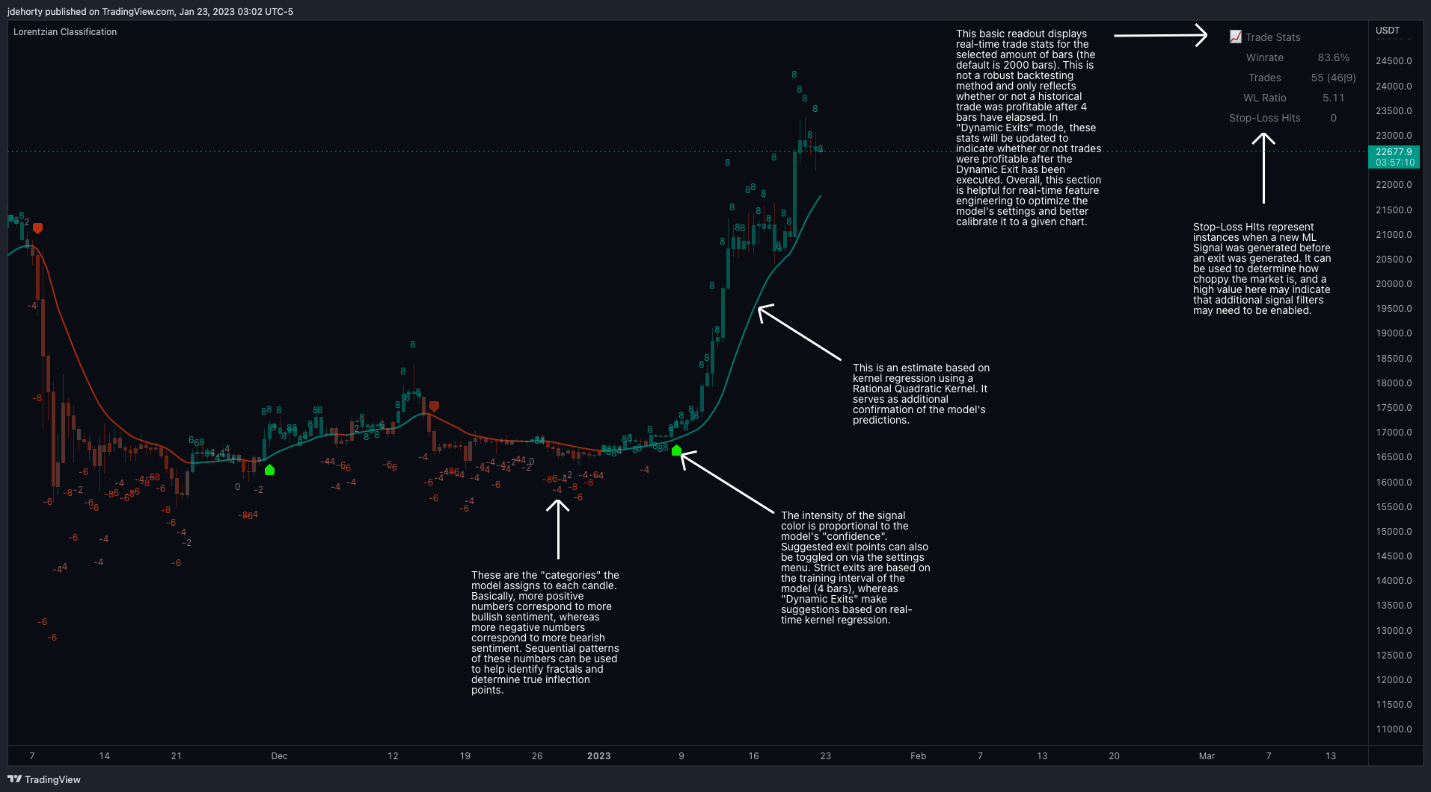 jdehorty published on TradingView.com, Jan 23, 2023 03:02 UTC-5
Lorentzian Classification
This basic readout displays
real-time trade stats for the
selected amount of bars (the
default is 2000 bars). This is
not a robust backtesting
method and only reflects
whether or not a historical
trade was profitable after 4
bars have elapsed. In
"Dynamic Exits" mode, these
stats will be updated to
indicate whether or not trades
were profitable after the
Dynamic Exit has been
executed. Overall, this section
is helpful for real-time feature
engineering to optimize the
model's settings and better
calibrate it to a given chart.
Trade Stats
Winrate 83.6%
Trades 55 (46|9)
WL Ratio 5.11
Stop-Loss Hits 0
Stop-Loss HIts represent
instances when a new ML
Signal was generated before
an exit was generated. It can
be used to determine how
choppy the market is, and a
high value here may indicate
that additional signal filters
may need to be enabled.
This is an estimate based on
kernel regression using a
Rational Quadratic Kernel. It
serves as additional
confirmation of the model's
predictions.
The intensity of the signal
color is proportional to the
model's "confidence".
Suggested exit points can also
be toggled on via the settings
menu. Strict exits are based on
the training interval of the
model (4 bars), whereas
"Dynamic Exits" make
suggestions based on real-
time kernel regression.
These are the "categories" the
model assigns to each candle.
Basically, more positive
numbers correspond to more
bullish sentiment, whereas
more negative numbers
correspond to more bearish
sentiment. Sequential patterns
of these numbers can be used
to help identify fractals and
determine true inflection
points.
USDT
24500.0
24000.0
23500.0
23000.0
22677.9
03:57:10
22000.0
21500.0
21000.0
20500.0
20000.0
19500.0
19000.0
18500.0
18000.0
17500.0
17000.0
16500.0
16000.0
15500.0
15000.0
14500.0
14000.0
13500.0
13000.0
12500.0
12000.0
11500.0
11000.0
7 14 21 Dec 12 19 26 2023 9 16 23 Feb 7 13 20 Mar 7 13
TradingView